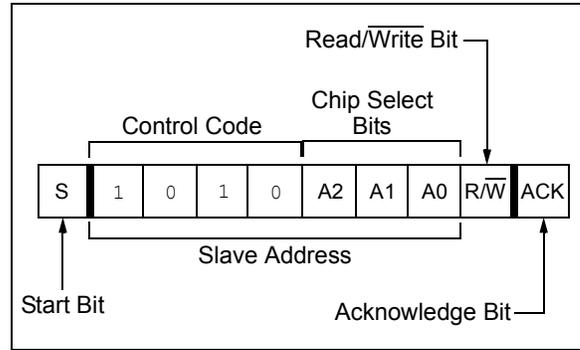 Read/Write Bit
Chip Select
Bits
Control Code
S 1 0 1 0 A2 A1 A0 R/W ACK
Slave Address
Start Bit
Acknowledge Bit